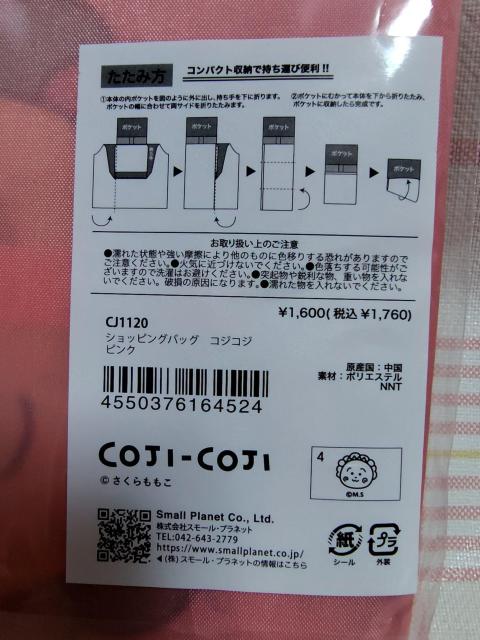 たたみ方
コンパクト収納で持ち運び便利!!
①本体の内ポケットを図のように外に出し、持ち手を下に折ります。
ポケットの幅に合わせて両サイドを折りたたみます。
②ポケットにむかって本体を下から折りたたみ、
ポケットに収納したら完成です。
ポケット
ポケット
ポケット
ポケット
ポケット
お取り扱い上のご注意
●濡れた状態や強い摩擦により他のものに色移りする恐れがありますので
ご注意ください。●火気に近づけないでください。●色落ちする可能性がご
ざいますので洗濯はお避けください。●突起物や鋭利な物、重い物を入れな
いでください。破損の原因になります。●濡れた物を入れないでください。
¥1,600(税込¥1,760)
CJ1120
ショッピングバッグ コジコジ
ピンク
原産国:中国
素材:ポリエステル
NNT
4550376164524
COJI-COJI
© さくらももこ
4
©M.S
Small Planet Co., Ltd.
株式会社スモール・プラネット
TEL:042-643-2779
https://www.smallplanet.co.jp/
◀(株)スモール・プラネットの情報はこちら
紙
シール
プラ
外装